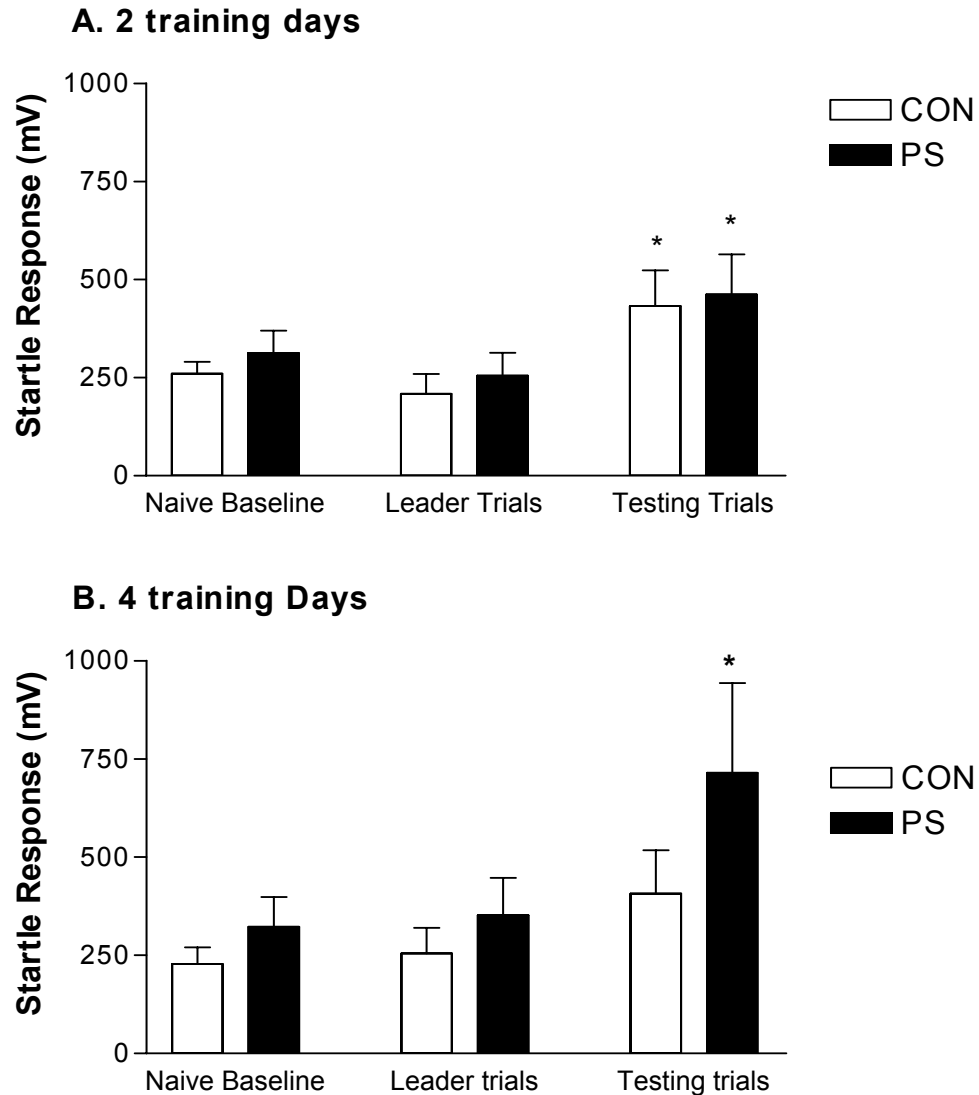 A. 2 training days
Startle Response (mV)
1000
750
500
250
0
* *
Naive Baseline Leader Trials Testing Trials
CON
PS
B. 4 training Days
Startle Response (mV)
1000
750
500
250
0
*
Naive Baseline Leader trials Testing trials
CON
PS